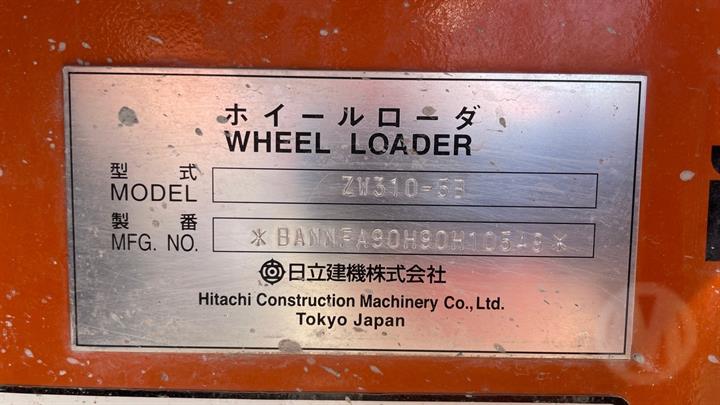 ホイールローダ
WHEEL LOADER
型式
MODEL ZW310-5B
製番
MFG. NO.
日立建機株式会社
Hitachi Construction Machinery Co.,Ltd.
Tokyo Japan